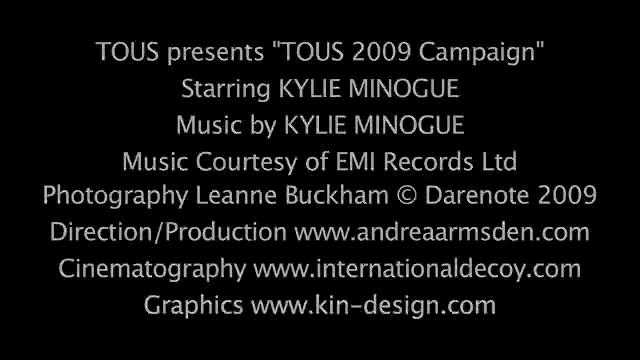 TOUS presents "TOUS 2009 Campaign"
Starring KYLIE MINOGUE
Music by KYLIE MINOGUE
Music Courtesy of EMI Records Ltd
Photography Leanne Buckham © Darenote 2009
Direction/Production www.andreaarmsden.com
Cinematography www.internationaldecoy.com
Graphics www.kin-design.com